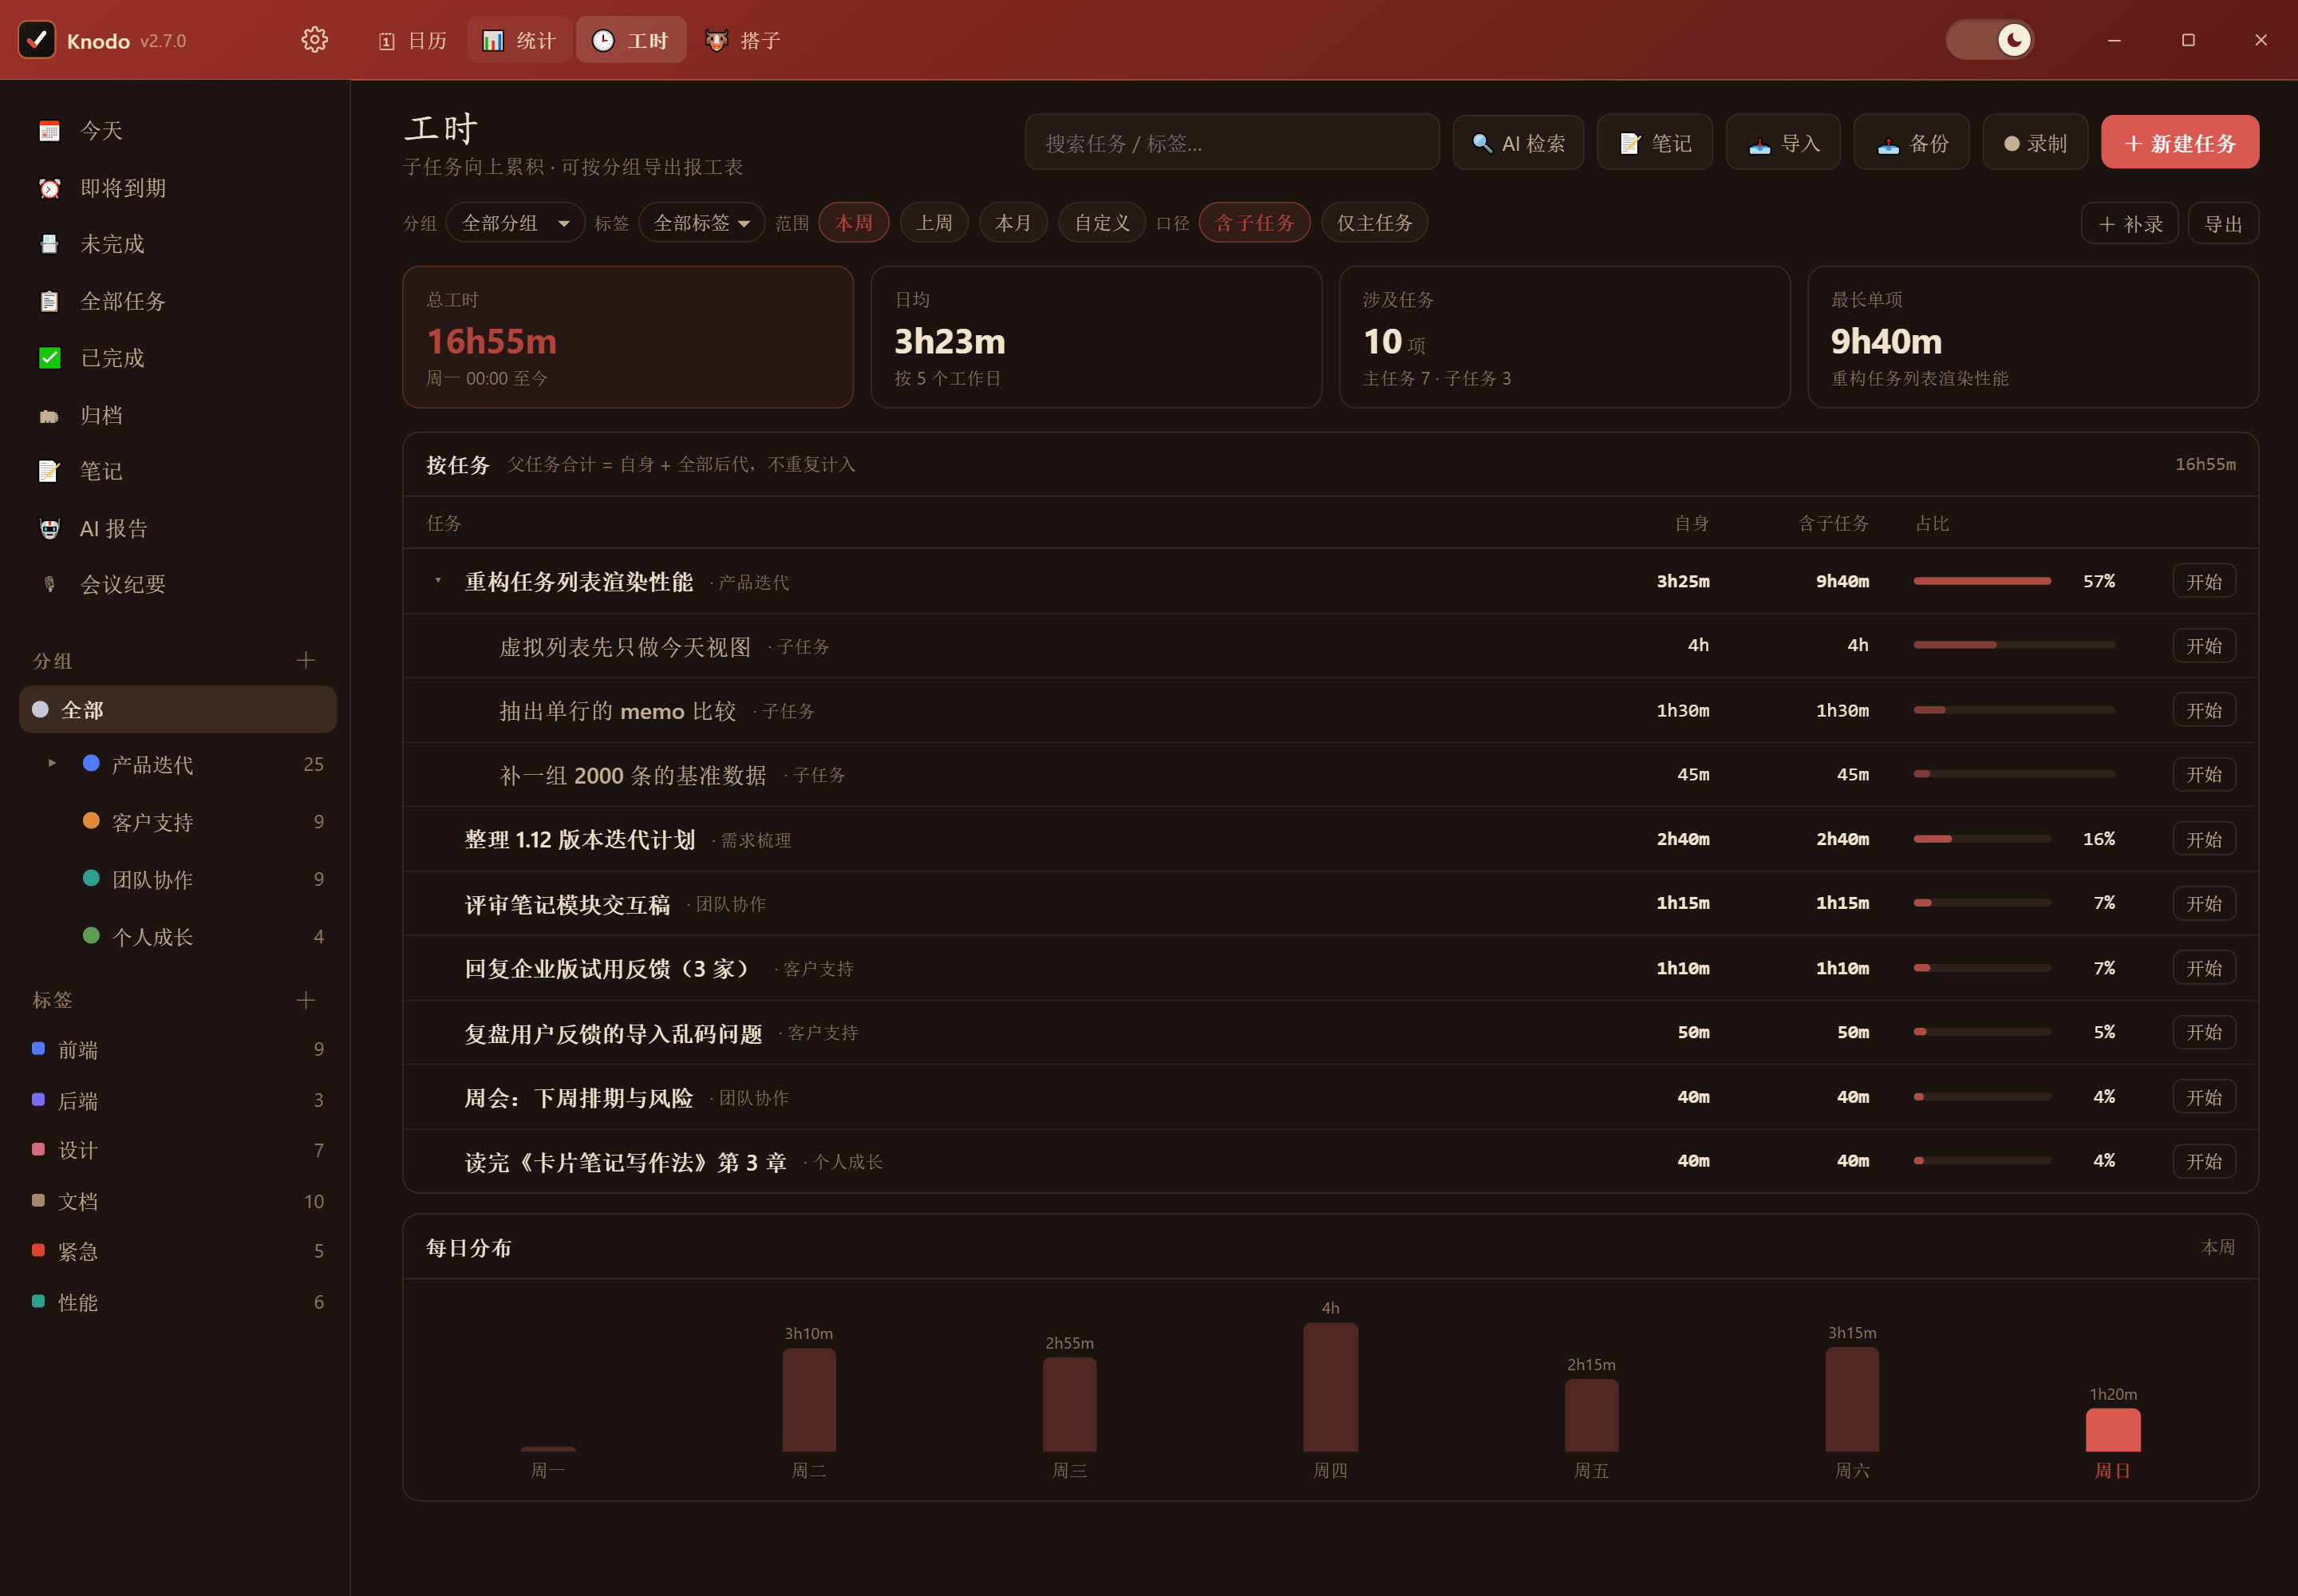 Knodo v2.7.0 日历 统计 工时 搭子
今天
即将到期
未完成
全部任务
已完成
归档
笔记
AI 报告
会议纪要
分组
全部
产品迭代 25
客户支持 9
团队协作 9
个人成长 4
标签
前端 9
后端 3
设计 7
文档 10
紧急 5
性能 6
工时
子任务向上累积 · 可按分组导出报工表
搜索任务 / 标签... AI 检索 笔记 导入 备份 录制 + 新建任务
分组 全部分组 标签 全部标签 范围 本周 上周 本月 自定义 口径 含子任务 仅主任务 + 补录 导出
总工时
16h55m
周一 00:00 至今
日均
3h23m
按 5 个工作日
涉及任务
10 项
主任务 7 · 子任务 3
最长单项
9h40m
重构任务列表渲染性能
按任务 父任务合计 = 自身 + 全部后代，不重复计入 16h55m
任务 自身 含子任务 占比
重构任务列表渲染性能 · 产品迭代 3h25m 9h40m 57% 开始
虚拟列表先只做今天视图 · 子任务 4h 4h 开始
抽出单行的 memo 比较 · 子任务 1h30m 1h30m 开始
补一组 2000 条的基准数据 · 子任务 45m 45m 开始
整理 1.12 版本迭代计划 · 需求梳理 2h40m 2h40m 16% 开始
评审笔记模块交互稿 · 团队协作 1h15m 1h15m 7% 开始
回复企业版试用反馈（3 家） · 客户支持 1h10m 1h10m 7% 开始
复盘用户反馈的导入乱码问题 · 客户支持 50m 50m 5% 开始
周会：下周排期与风险 · 团队协作 40m 40m 4% 开始
读完《卡片笔记写作法》第 3 章 · 个人成长 40m 40m 4% 开始
每日分布 本周
3h10m 2h55m 4h 2h15m 3h15m 1h20m
周一 周二 周三 周四 周五 周六 周日